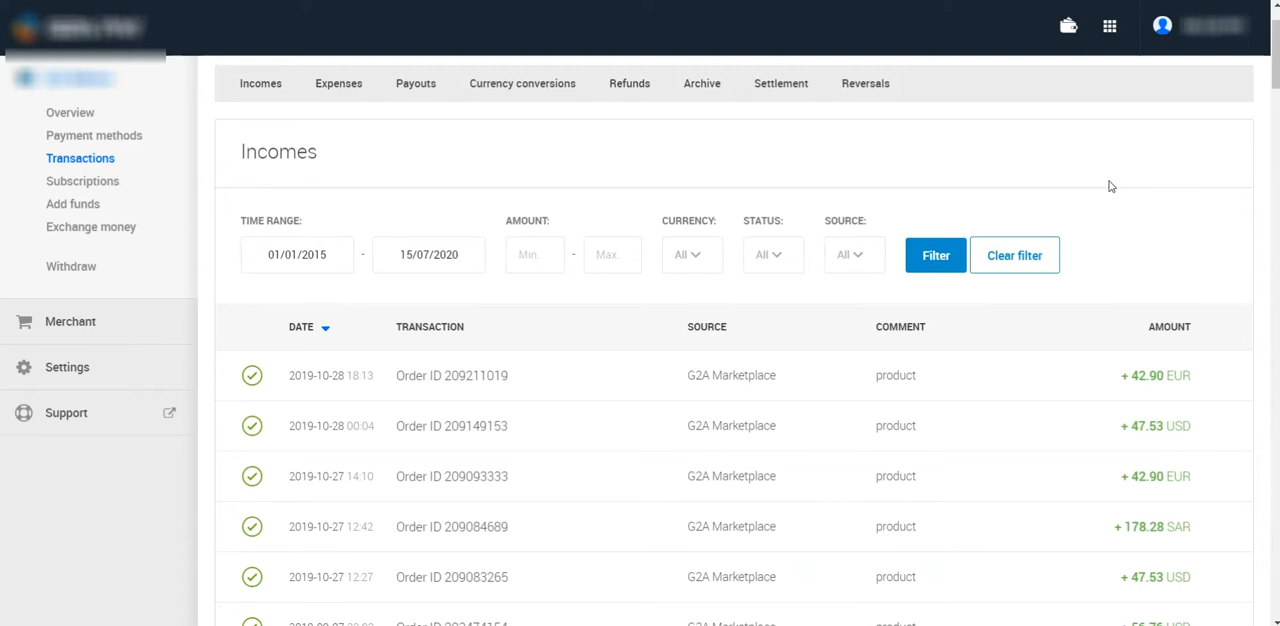 Overview
Payment methods
Transactions
Subscriptions
Add funds
Exchange money
Withdraw
Merchant
Settings
Support
Incomes Expenses Payouts Currency conversions Refunds Archive Settlement Reversals
Incomes
TIME RANGE: AMOUNT: CURRENCY: STATUS: SOURCE:
01/01/2015 - 15/07/2020 Min. - Max. All All All Filter Clear filter
DATE TRANSACTION SOURCE COMMENT AMOUNT
2019-10-28 18:13 Order ID 209211019 G2A Marketplace product + 42.90 EUR
2019-10-28 00:04 Order ID 209149153 G2A Marketplace product + 47.53 USD
2019-10-27 14:10 Order ID 209093333 G2A Marketplace product + 42.90 EUR
2019-10-27 12:42 Order ID 209084689 G2A Marketplace product + 178.28 SAR
2019-10-27 12:27 Order ID 209083265 G2A Marketplace product + 47.53 USD